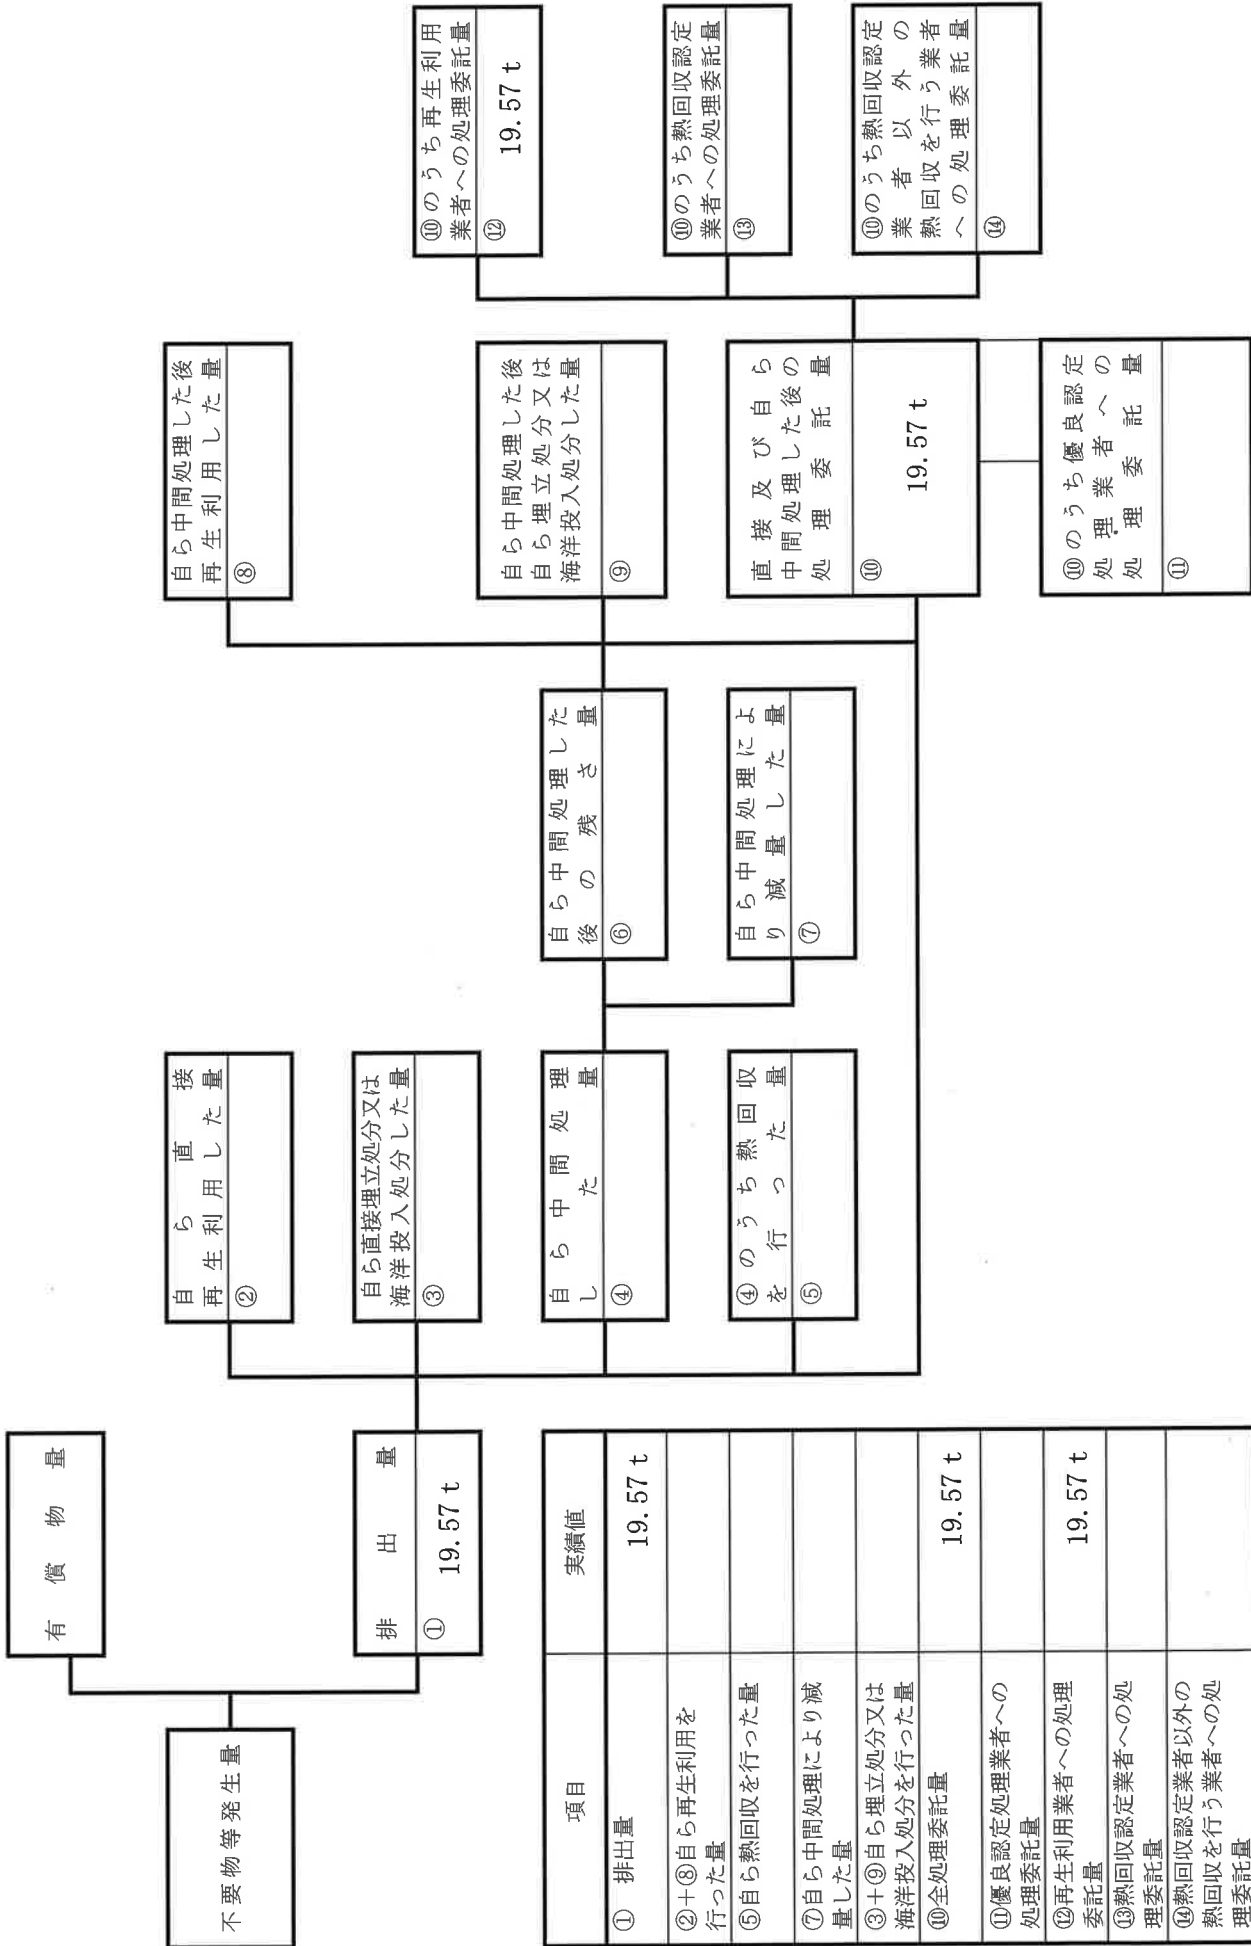 不要物等発生量
有償物量
排出量
①
19.57 t
自ら直接
再生利用した量
②
自ら直接埋立処分又は
海洋投入処分した量
③
自ら中間処理
した量
④
④のうち熱回収
を行った量
⑤
自ら中間処理した
後の残さ量
⑥
自ら中間処理によ
り減量した量
⑦
自ら中間処理した後
再生利用した量
⑧
自ら中間処理した後
自ら埋立処分又は
海洋投入処分した量
⑨
直接及び自ら
中間処理した後の
処理委託量
⑩
19.57 t
⑩のうち優良認定
処理業者への
処理委託量
⑪
⑩のうち再生利用
業者への処理委託量
⑫
19.57 t
⑩のうち熱回収認定
業者への処理委託量
⑬
⑩のうち熱回収認定
業者以外の
熱回収を行う業者
への処理委託量
⑭
項目 実績値
① 排出量 19.57 t
②+⑧自ら再生利用を
行った量
⑤自ら熱回収を行った量
⑦自ら中間処理により減
量した量
③+⑨自ら埋立処分又は
海洋投入処分を行った量
⑩全処理委託量 19.57 t
⑪優良認定処理業者への
処理委託量
⑫再生利用業者への処理
委託量 19.57 t
⑬熱回収認定業者への処
理委託量
⑭熱回収認定業者以外の
熱回収を行う業者への処
理委託量